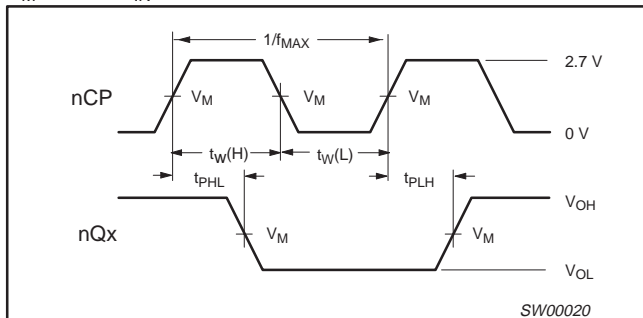 1/fMAX
2.7 V
nCP
VM
VM
VM
0 V
tW(H)
tW(L)
tPHL
tPLH
VOH
nQx
VM
VM
VOL
SW00020